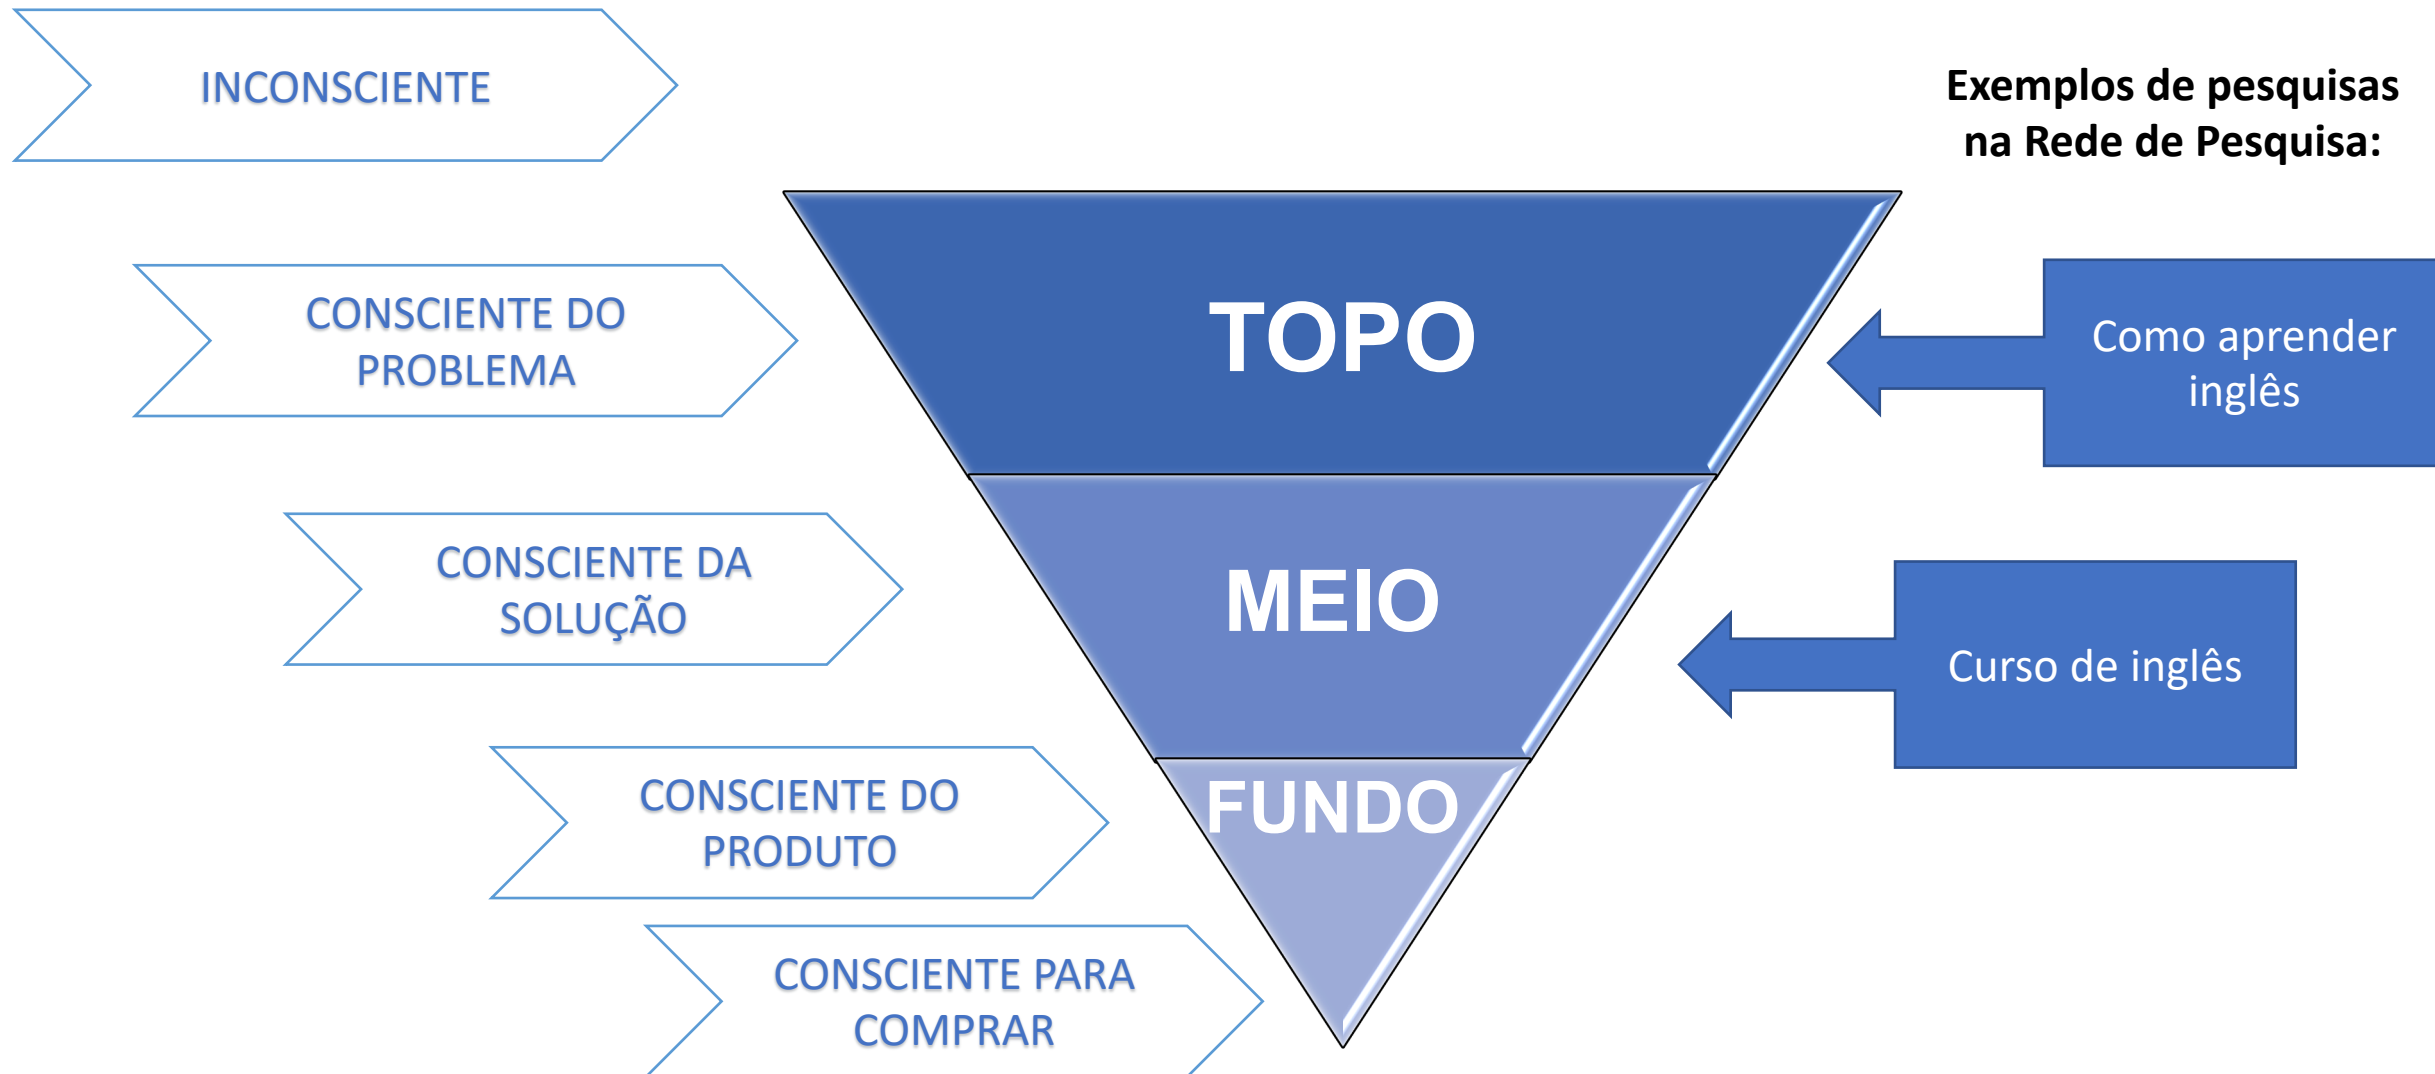 INCONSCIENTE
Exemplos de pesquisas
na Rede de Pesquisa:
CONSCIENTE DO
PROBLEMA
TOPO
Como aprender
inglês
CONSCIENTE DA
SOLUÇÃO
MEIO
Curso de inglês
CONSCIENTE DO
PRODUTO
FUNDO
CONSCIENTE PARA
COMPRAR